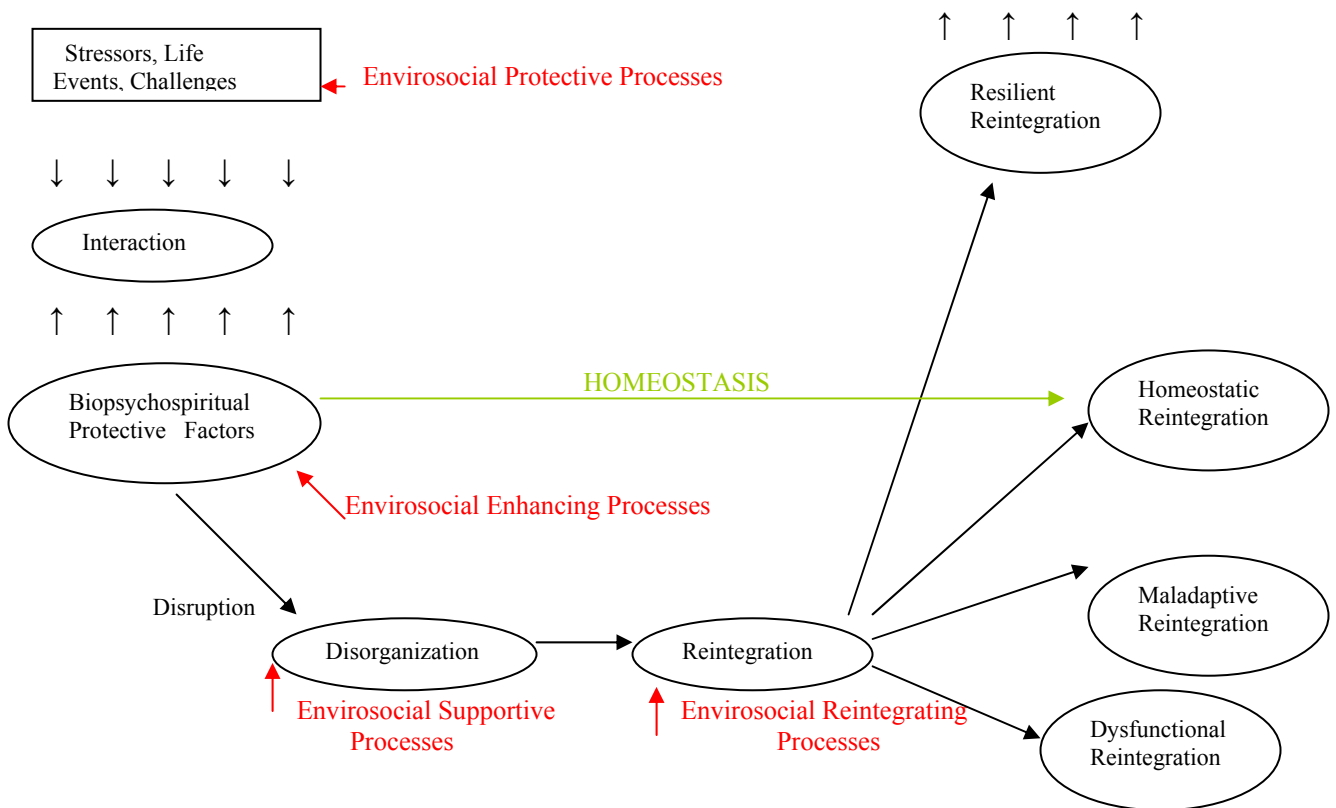 Stressors, Life
Events, Challenges
Envirosocial Protective Processes
Resilient
Reintegration
Interaction
HOMEOSTASIS
Biopsychospiritual
Protective Factors
Homeostatic
Reintegration
Envirosocial Enhancing Processes
Disruption
Maladaptive
Reintegration
Disorganization
Reintegration
Envirosocial Supportive
Processes
Envirosocial Reintegrating
Processes
Dysfunctional
Reintegration